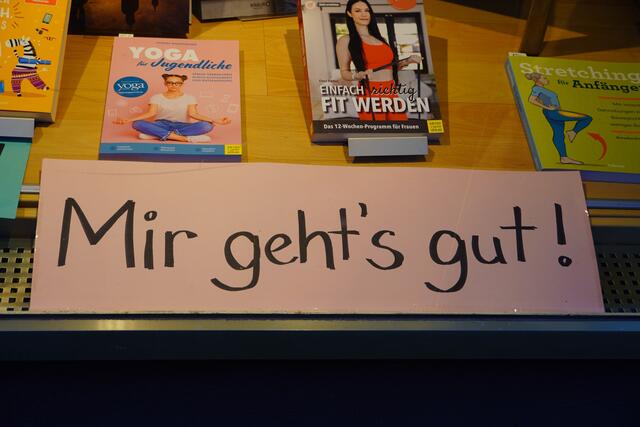 YOGA
für Jugendliche
yoga
EINFACH richtig
FIT WERDEN
Das 12-Wochen-Programm für Frauen
Stretching
für Anfänger
Mir geht's gut!